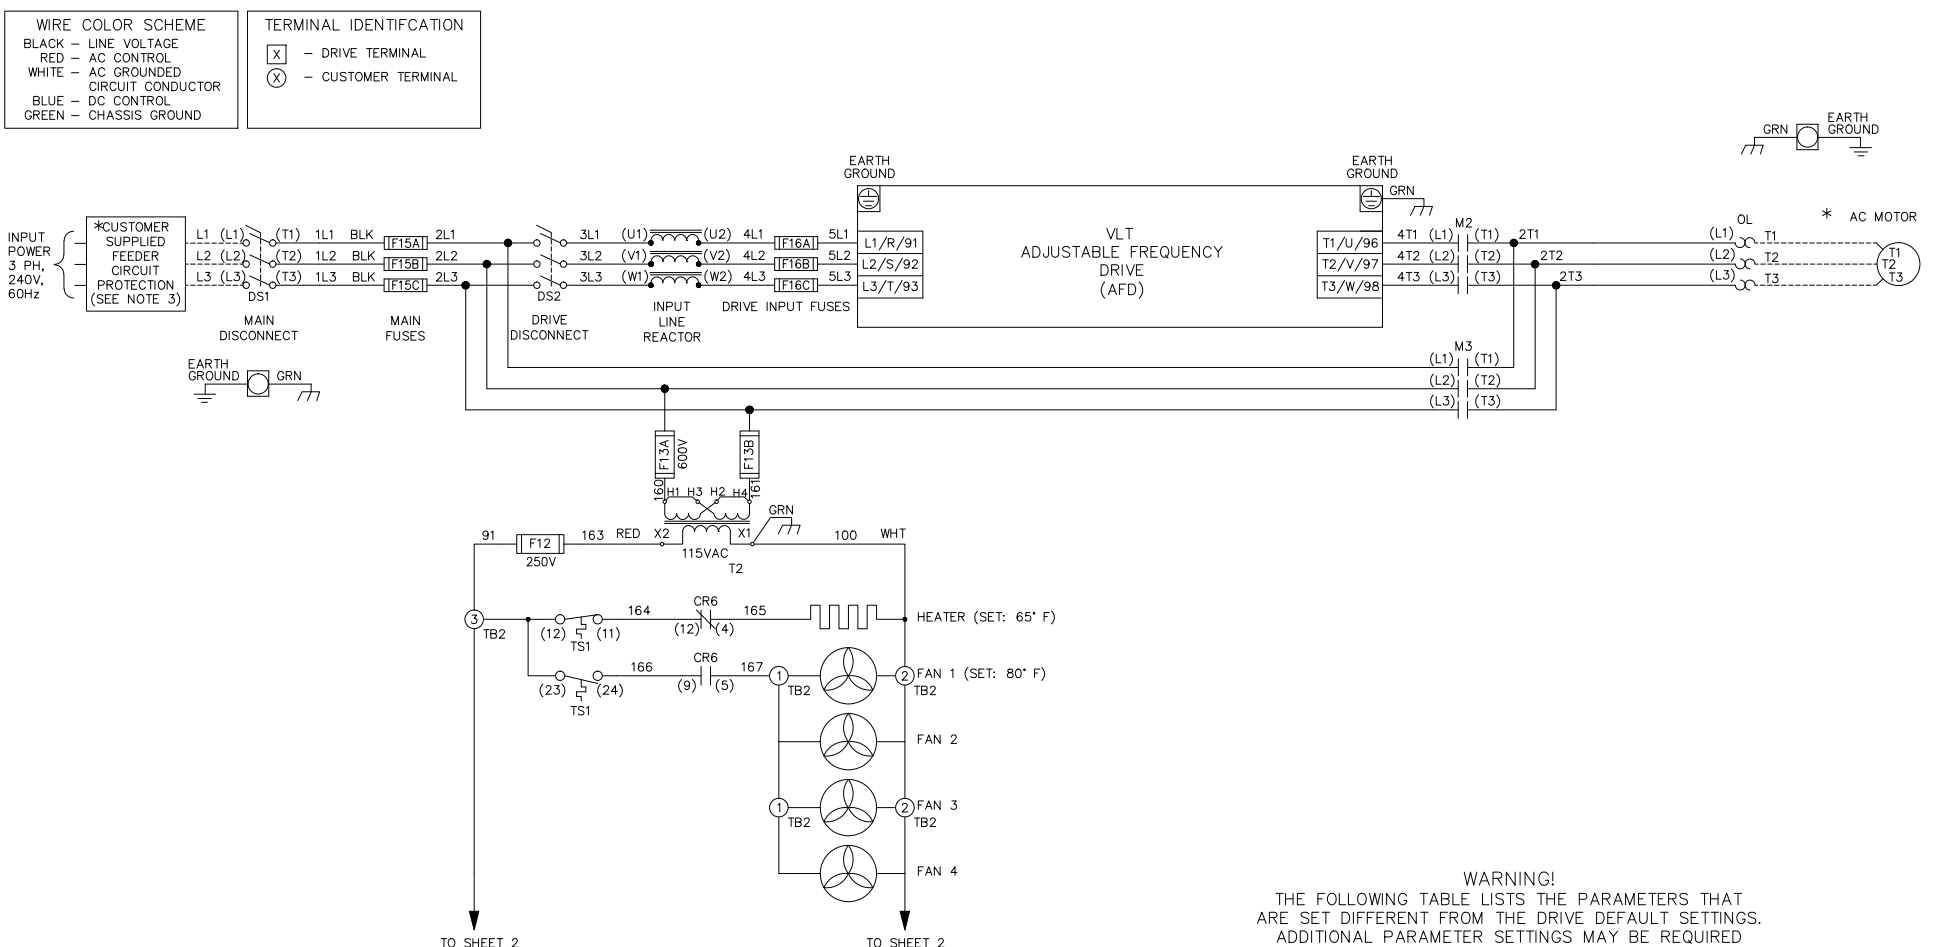 WIRE COLOR SCHEME
BLACK – LINE VOLTAGE
RED – AC CONTROL
WHITE – AC GROUNDED
CIRCUIT CONDUCTOR
BLUE – DC CONTROL
GREEN – CHASSIS GROUND
TERMINAL IDENTIFCATION
X – DRIVE TERMINAL
X – CUSTOMER TERMINAL
GRN
EARTH
GROUND
INPUT
POWER
3 PH,
240V,
60Hz
*CUSTOMER
SUPPLIED
FEEDER
CIRCUIT
PROTECTION
(SEE NOTE 3)
L1 (L1) (T1) 1L1 BLK F15A 2L1
L2 (L2) (T2) 1L2 BLK F15B 2L2
L3 (L3) (T3) 1L3 BLK F15C 2L3
DS1
MAIN
DISCONNECT
MAIN
FUSES
3L1 (U1) (U2) 4L1 F16A 5L1
3L2 (V1) (V2) 4L2 F16B 5L2
3L3 (W1) (W2) 4L3 F16C 5L3
DS2
DRIVE
DISCONNECT
INPUT
LINE
REACTOR
DRIVE INPUT FUSES
EARTH
GROUND
L1/R/91
L2/S/92
L3/T/93
VLT
ADJUSTABLE FREQUENCY
DRIVE
(AFD)
EARTH
GROUND
GRN
T1/U/96
T2/V/97
T3/W/98
M2
4T1 (L1) (T1) 2T1
4T2 (L2) (T2) 2T2
4T3 (L3) (T3) 2T3
OL
(L1) T1
(L2) T2
(L3) T3
* AC MOTOR
T1
T2
T3
M3
(L1) (T1)
(L2) (T2)
(L3) (T3)
EARTH
GROUND
GRN
F13A
600V
F13B
160
161
H1 H3 H2 H4
GRN
91 F12 163 RED X2 X1 100 WHT
250V
115VAC
T2
3
TB2
(12) (11)
TS1
164
CR6
(12) (4)
165
HEATER (SET: 65° F)
(23) (24)
TS1
166
CR6
(9) (5)
167
1
TB2
2
TB2
FAN 1 (SET: 80° F)
FAN 2
1
TB2
2
TB2
FAN 3
FAN 4
TO SHEET 2
TO SHEET 2
WARNING!
THE FOLLOWING TABLE LISTS THE PARAMETERS THAT
ARE SET DIFFERENT FROM THE DRIVE DEFAULT SETTINGS.
ADDITIONAL PARAMETER SETTINGS MAY BE REQUIRED